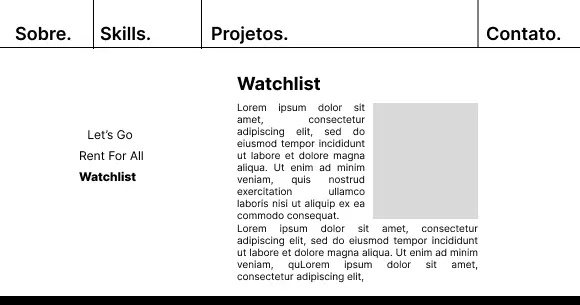 Sobre.
Skills.
Projetos.
Contato.
Let's Go
Rent For All
Watchlist
Watchlist
Lorem ipsum dolor sit
amet, consectetur
adipiscing elit, sed do
eiusmod tempor incididunt
ut labore et dolore magna
aliqua. Ut enim ad minim
veniam, quis nostrud
exercitation ullamco
laboris nisi ut aliquip ex ea
commodo consequat.
Lorem ipsum dolor sit amet, consectetur
adipiscing elit, sed do eiusmod tempor incididunt
ut labore et dolore magna aliqua. Ut enim ad minim
veniam, quLorem ipsum dolor sit amet,
consectetur adipiscing elit,